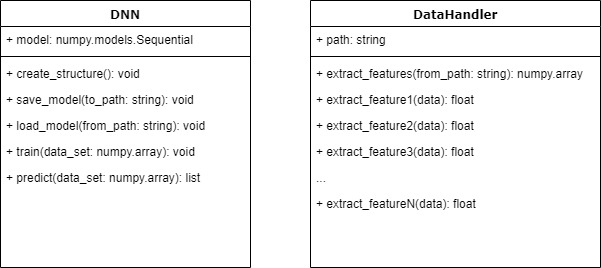 DNN
+ model: numpy.models.Sequential
+ create_structure(): void
+ save_model(to_path: string): void
+ load_model(from_path: string): void
+ train(data_set: numpy.array): void
+ predict(data_set: numpy.array): list
DataHandler
+ path: string
+ extract_features(from_path: string): numpy.array
+ extract_feature1(data): float
+ extract_feature2(data): float
+ extract_feature3(data): float
...
+ extract_featureN(data): float